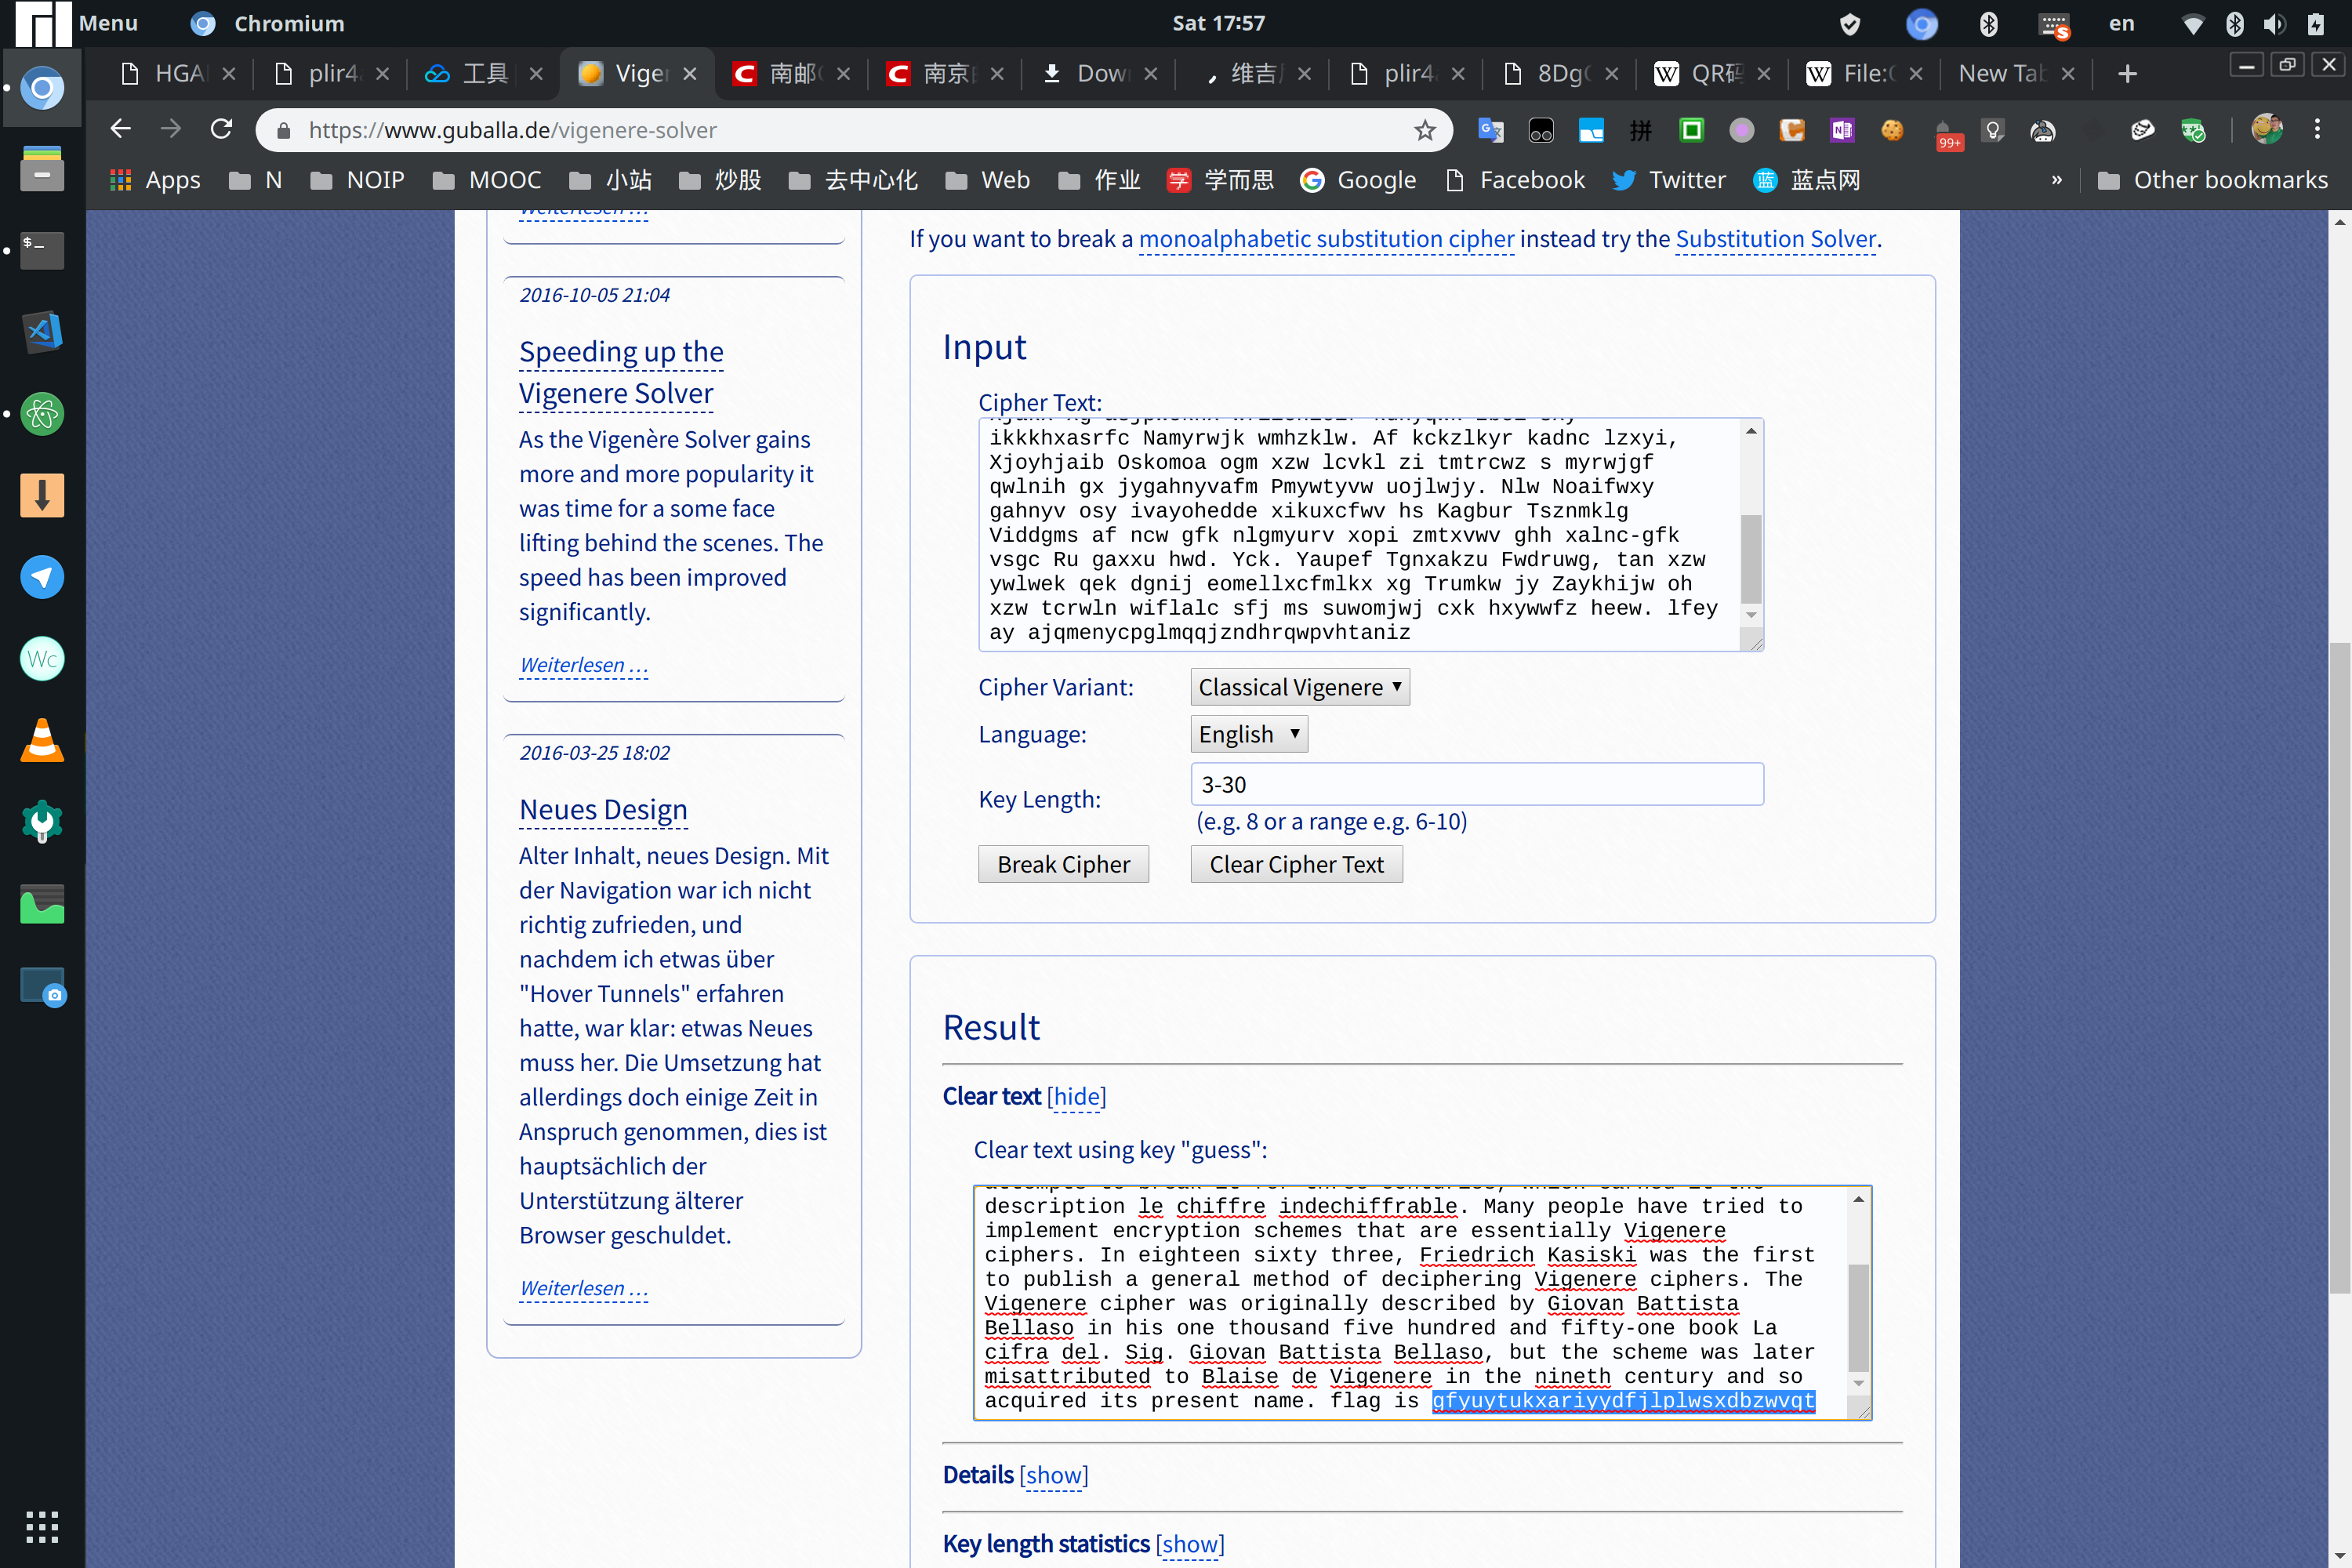 Menu
Chromium
Sat 17:57
en
HGA
plir4
工具
Vige
南邮
南京
Dow
维吉
plir4
8Dg
QR码
File:
New Ta
https://www.guballa.de/vigenere-solver
99+
Apps
N
NOIP
MOOC
小站
炒股
去中心化
Web
作业
学而思
Google
Facebook
Twitter
蓝点网
»
Other bookmarks
Weiterlesen …
2016-10-05 21:04
Speeding up the
Vigenere Solver
As the Vigenère Solver gains
more and more popularity it
was time for a some face
lifting behind the scenes. The
speed has been improved
significantly.
Weiterlesen …
2016-03-25 18:02
Neues Design
Alter Inhalt, neues Design. Mit
der Navigation war ich nicht
richtig zufrieden, und
nachdem ich etwas über
"Hover Tunnels" erfahren
hatte, war klar: etwas Neues
muss her. Die Umsetzung hat
allerdings doch einige Zeit in
Anspruch genommen, dies ist
hauptsächlich der
Unterstützung älterer
Browser geschuldet.
Weiterlesen …
If you want to break a monoalphabetic substitution cipher instead try the Substitution Solver.
Input
Cipher Text:
ikkkhxasrfc Namyrwjk wmhzklw. Af kckzlkyr kadnc lzxyi,
Xjoyhjaib Oskomoa ogm xzw lcvkl zi tmtrcwz s myrwjgf
qwlnih gx jygahnyvafm Pmywtyvw uojlwjy. Nlw Noaifwxy
gahnyv osy ivayohedde xikuxcfwv hs Kagbur Tsznmklg
Viddgms af ncw gfk nlgmyurv xopi zmtxvwv ghh xalnc-gfk
vsgc Ru gaxxu hwd. Yck. Yaupef Tgnxakzu Fwdruwg, tan xzw
ywlwek qek dgnij eomellxcfmlkx xg Trumkw jy Zaykhijw oh
xzw tcrwln wiflalc sfj ms suwomjwj cxk hxywwfz heew. lfey
ay ajqmenycpglmqqjzndhrqwpvhtaniz
Cipher Variant:
Classical Vigenere
Language:
English
Key Length:
3-30
(e.g. 8 or a range e.g. 6-10)
Break Cipher
Clear Cipher Text
Result
Clear text [hide]
Clear text using key "guess":
attempts to break it for three centuries, which earned it the
description le chiffre indechiffrable. Many people have tried to
implement encryption schemes that are essentially Vigenere
ciphers. In eighteen sixty three, Friedrich Kasiski was the first
to publish a general method of deciphering Vigenere ciphers. The
Vigenere cipher was originally described by Giovan Battista
Bellaso in his one thousand five hundred and fifty-one book La
cifra del. Sig. Giovan Battista Bellaso, but the scheme was later
misattributed to Blaise de Vigenere in the nineth century and so
acquired its present name. flag is gfyuytukxariyydfjlplwsxdbzwvqt
Details [show]
Key length statistics [show]
Wc